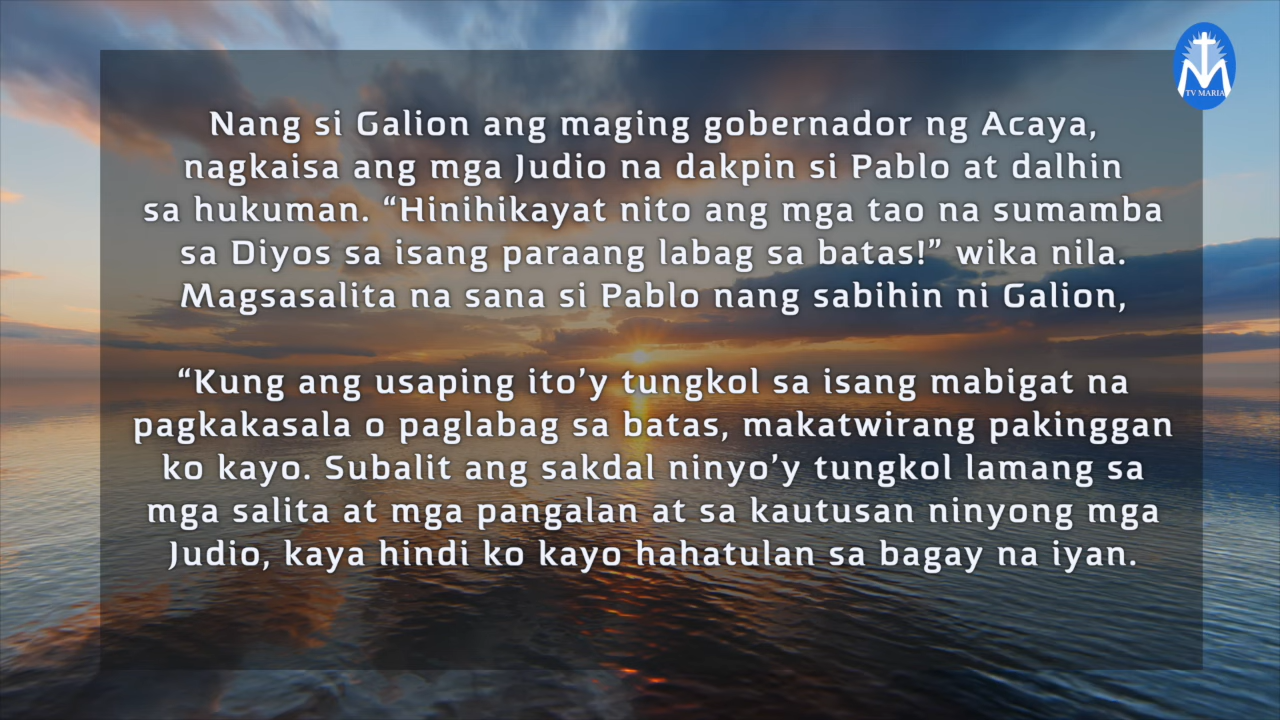 TV MARIA
Nang si Galion ang maging gobernador ng Acaya,
nagkaisa ang mga Judio na dakpin si Pablo at dalhin
sa hukuman. “Hinihikayat nito ang mga tao na sumamba
sa Diyos sa isang paraang labag sa batas!” wika nila.
Magsasalita na sana si Pablo nang sabihin ni Galion,
“Kung ang usaping ito’y tungkol sa isang mabigat na
pagkakasala o paglabag sa batas, makatwirang pakinggan
ko kayo. Subalit ang sakdal ninyo’y tungkol lamang sa
mga salita at mga pangalan at sa kautusan ninyong mga
Judio, kaya hindi ko kayo hahatulan sa bagay na iyan.